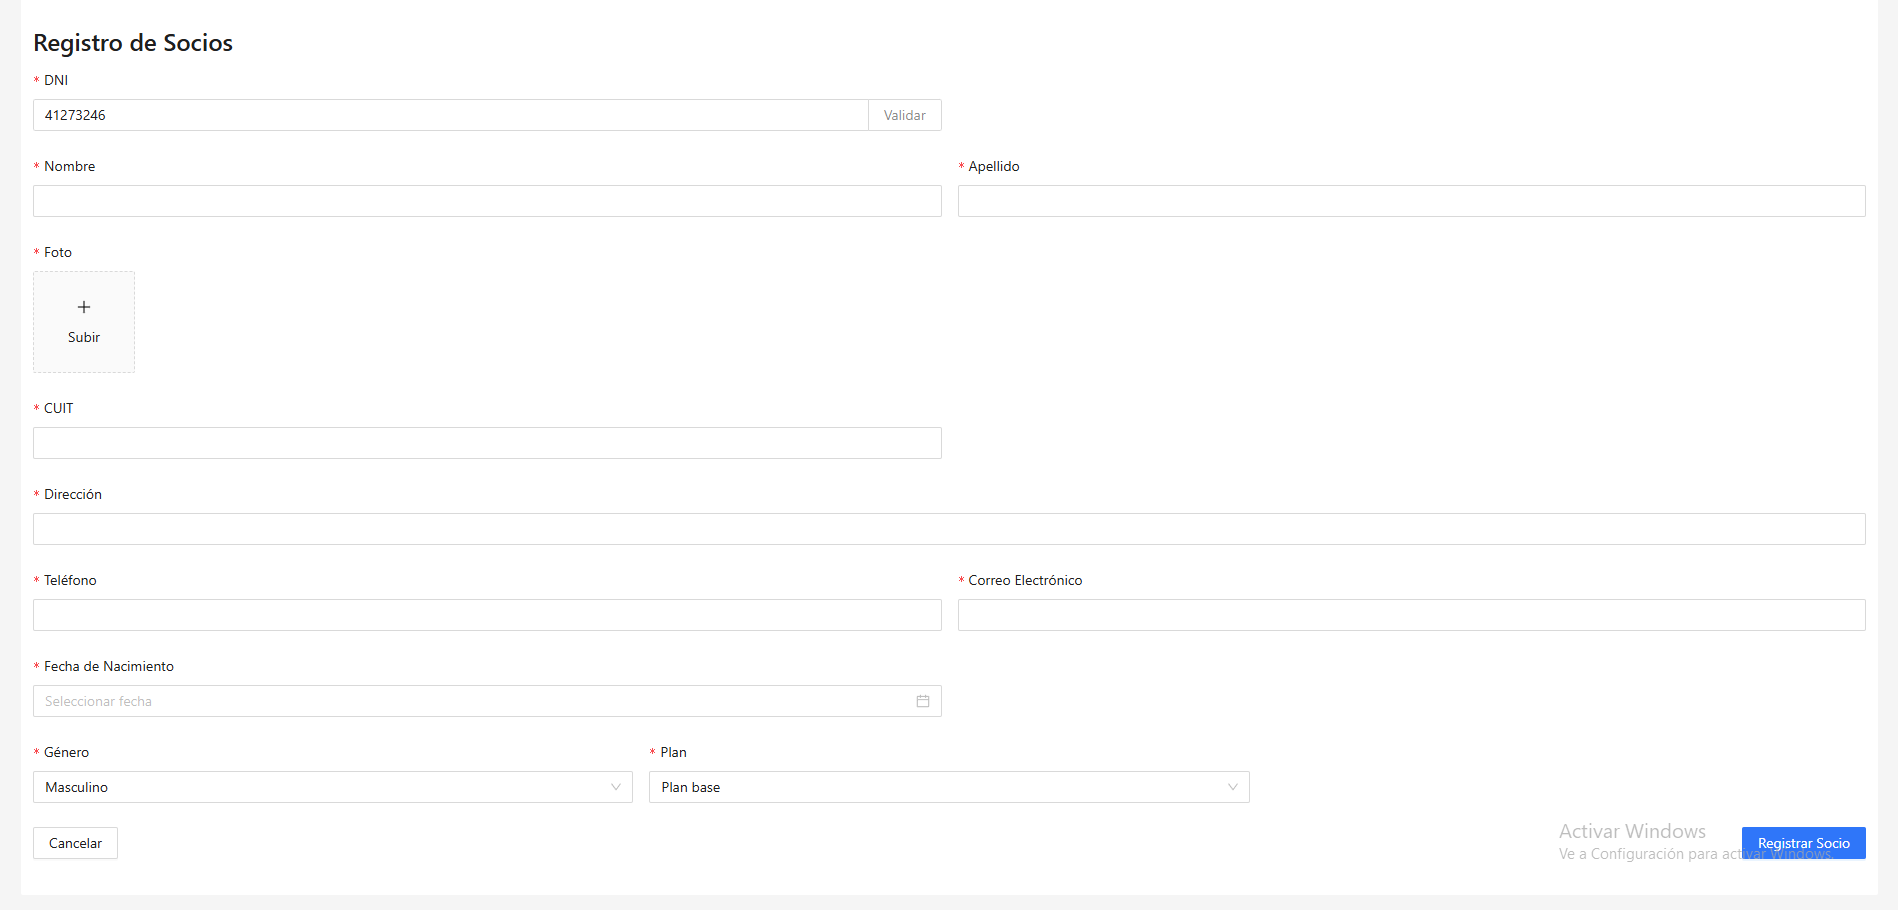 Registro de Socios
* DNI
41273246 Validar
* Nombre * Apellido
* Foto
+
Subir
* CUIT
* Dirección
* Teléfono * Correo Electrónico
* Fecha de Nacimiento
Seleccionar fecha
* Género * Plan
Masculino Plan base
Cancelar Registrar Socio
Activar Windows
Ve a Configuración para activar Windows.